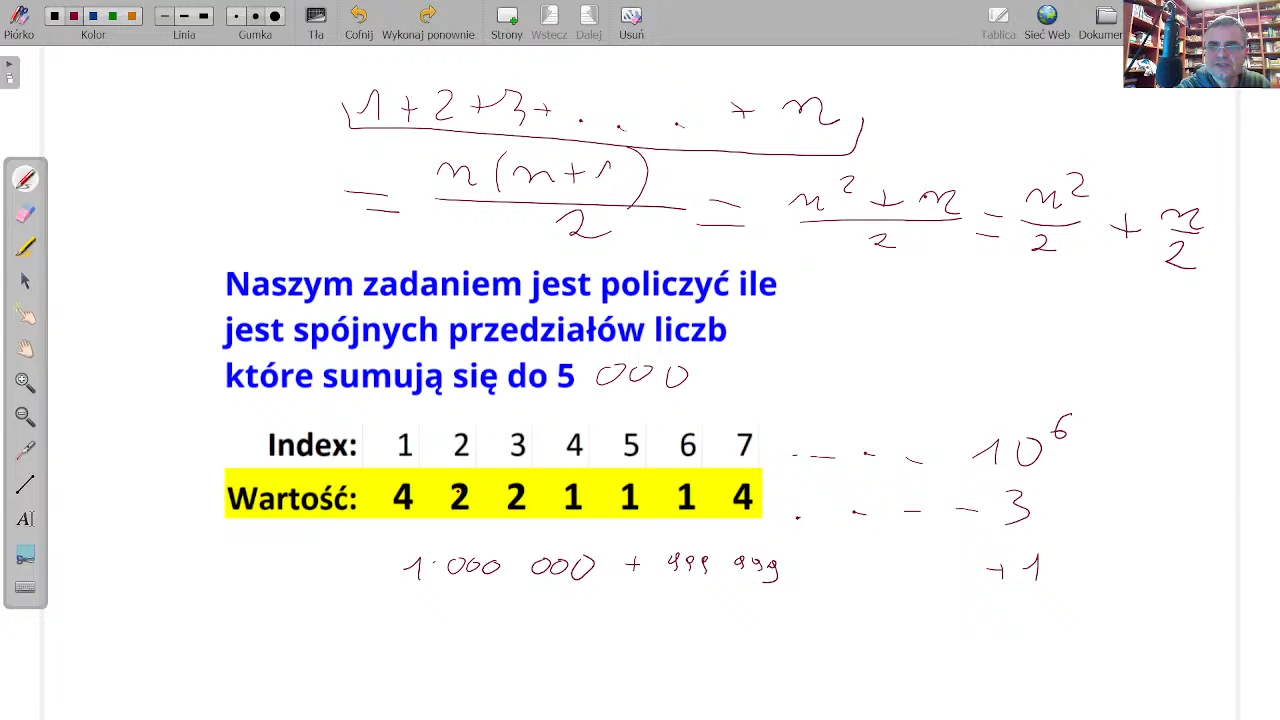 Piórko Kolor Linia Gumka Tła Cofnij Wykonaj ponownie Strony Wstecz Dalej Usuń Tablica Sieć Web Dokumen
1 + 2 + 3 + . . . . + n
= n(n+1) / 2 = n² + n / 2 = n² / 2 + n / 2
Naszym zadaniem jest policzyć ile
jest spójnych przedziałów liczb
które sumują się do 5 000
Index: 1 2 3 4 5 6 7 10⁶
Wartość: 4 2 2 1 1 1 4 3
1 000 000 + 999 999 + 1